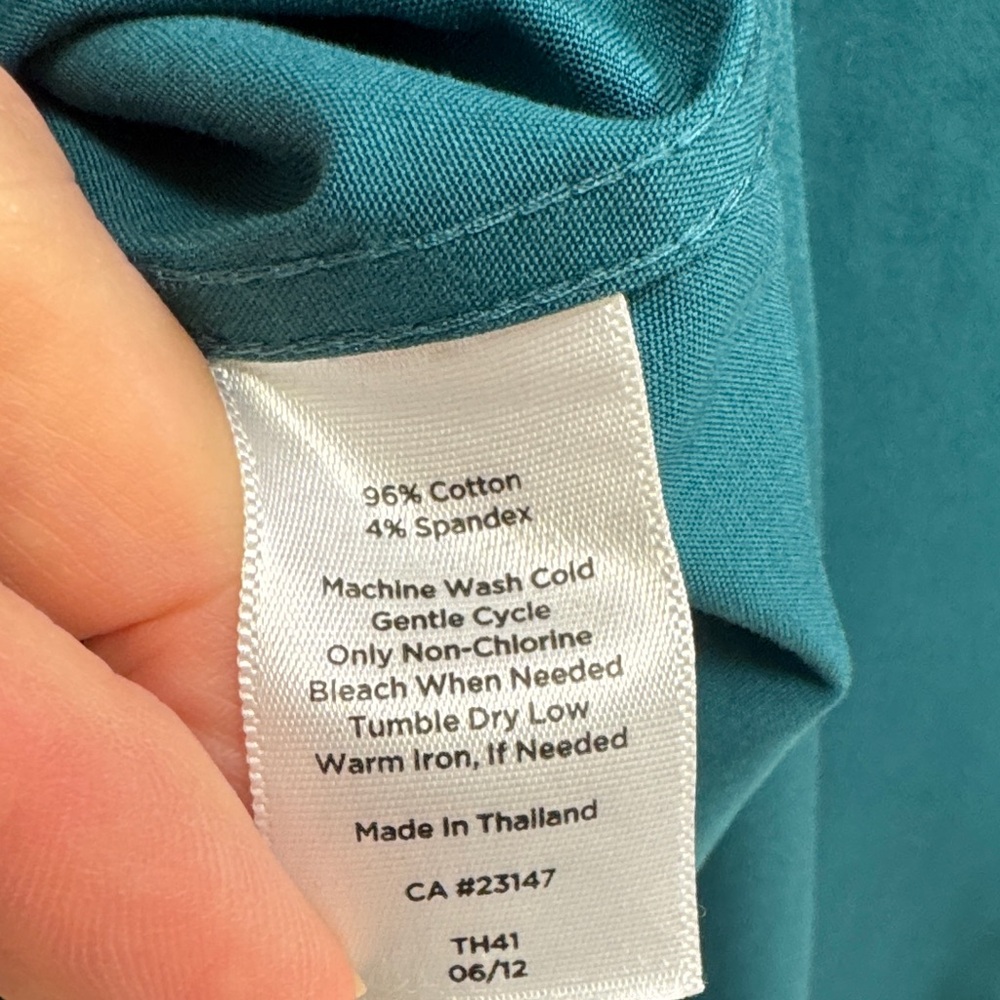 96% Cotton
4% Spandex
Machine Wash Cold
Gentle Cycle
Only Non-Chlorine
Bleach When Needed
Tumble Dry Low
Warm Iron, If Needed
Made In Thailand
CA #23147
TH41
06/12